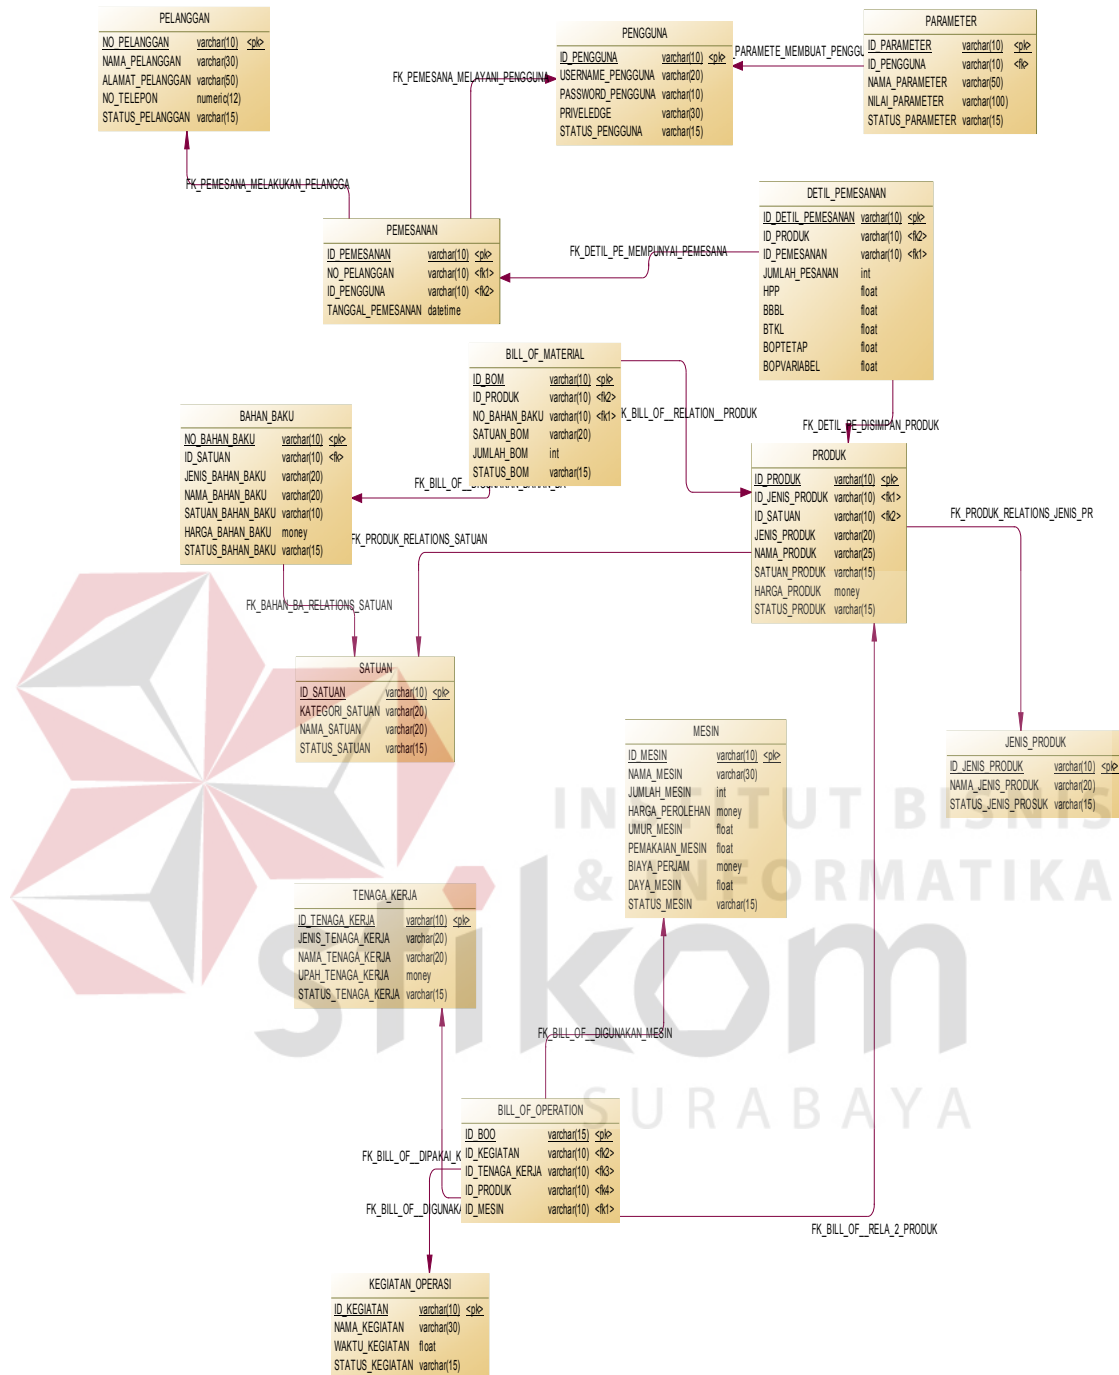 PELANGGAN
NO_PELANGGAN varchar(10) <pk>
NAMA_PELANGGAN varchar(30)
ALAMAT_PELANGGAN varchar(50)
NO_TELEPON numeric(12)
STATUS_PELANGGAN varchar(15)
PENGGUNA
ID_PENGGUNA varchar(10) <pk>
USERNAME_PENGGUNA varchar(20)
PASSWORD_PENGGUNA varchar(10)
PRIVELEDGE varchar(30)
STATUS_PENGGUNA varchar(15)
PARAMETER
ID_PARAMETER varchar(10) <pk>
ID_PENGGUNA varchar(10) <fk>
NAMA_PARAMETER varchar(50)
NILAI_PARAMETER varchar(100)
STATUS_PARAMETER varchar(15)
_PARAMETE_MEMBUAT_PENGGU
FK_PEMESANA_MELAYANI_PENGGUNA
FK_PEMESANA_MELAKUKAN_PELANGGA
PEMESANAN
ID_PEMESANAN varchar(10) <pk>
NO_PELANGGAN varchar(10) <fk1>
ID_PENGGUNA varchar(10) <fk2>
TANGGAL_PEMESANAN datetime
FK_DETIL_PE_MEMPUNYAI_PEMESANA
DETIL_PEMESANAN
ID_DETIL_PEMESANAN varchar(10) <pk>
ID_PRODUK varchar(10) <fk2>
ID_PEMESANAN varchar(10) <fk1>
JUMLAH_PESANAN int
HPP float
BBBL float
BTKL float
BOPTETAP float
BOPVARIABEL float
BILL_OF_MATERIAL
ID_BOM varchar(10) <pk>
ID_PRODUK varchar(10) <fk2>
NO_BAHAN_BAKU varchar(10) <fk1>
SATUAN_BOM varchar(20)
JUMLAH_BOM int
STATUS_BOM varchar(15)
K_BILL_OF__RELATION__PRODUK
FK_DETIL_PE_DISIMPAN_PRODUK
BAHAN_BAKU
NO_BAHAN_BAKU varchar(10) <pk>
ID_SATUAN varchar(10) <fk>
JENIS_BAHAN_BAKU varchar(20)
NAMA_BAHAN_BAKU varchar(20)
SATUAN_BAHAN_BAKU varchar(10)
HARGA_BAHAN_BAKU money
STATUS_BAHAN_BAKU varchar(15)
FK_BILL_OF__DIGUNAKAN_BAHAN_BA
PRODUK
ID_PRODUK varchar(10) <pk>
ID_JENIS_PRODUK varchar(10) <fk1>
ID_SATUAN varchar(10) <fk2>
JENIS_PRODUK varchar(20)
NAMA_PRODUK varchar(25)
SATUAN_PRODUK varchar(15)
HARGA_PRODUK money
STATUS_PRODUK varchar(15)
FK_PRODUK_RELATIONS_JENIS_PR
FK_PRODUK_RELATIONS_SATUAN
FK_BAHAN_BA_RELATIONS_SATUAN
SATUAN
ID_SATUAN varchar(10) <pk>
KATEGORI_SATUAN varchar(20)
NAMA_SATUAN varchar(20)
STATUS_SATUAN varchar(15)
MESIN
ID_MESIN varchar(10) <pk>
NAMA_MESIN varchar(30)
JUMLAH_MESIN int
HARGA_PEROLEHAN money
UMUR_MESIN float
PEMAKAIAN_MESIN float
BIAYA_PERJAM money
DAYA_MESIN float
STATUS_MESIN varchar(15)
JENIS_PRODUK
ID_JENIS_PRODUK varchar(10) <pk>
NAMA_JENIS_PRODUK varchar(20)
STATUS_JENIS_PROSUK varchar(15)
INSTITUT BISNIS
& INFORMATIKA
stikom
SURABAYA
TENAGA_KERJA
ID_TENAGA_KERJA varchar(10) <pk>
JENIS_TENAGA_KERJA varchar(20)
NAMA_TENAGA_KERJA varchar(20)
UPAH_TENAGA_KERJA money
STATUS_TENAGA_KERJA varchar(15)
FK_BILL_OF__DIGUNAKAN_MESIN
BILL_OF_OPERATION
ID_BOO varchar(15) <pk>
ID_KEGIATAN varchar(10) <fk2>
ID_TENAGA_KERJA varchar(10) <fk3>
ID_PRODUK varchar(10) <fk4>
ID_MESIN varchar(10) <fk1>
FK_BILL_OF__DIPAKAI_K
FK_BILL_OF__DIGUNAKA
FK_BILL_OF__RELA_2_PRODUK
KEGIATAN_OPERASI
ID_KEGIATAN varchar(10) <pk>
NAMA_KEGIATAN varchar(30)
WAKTU_KEGIATAN float
STATUS_KEGIATAN varchar(15)